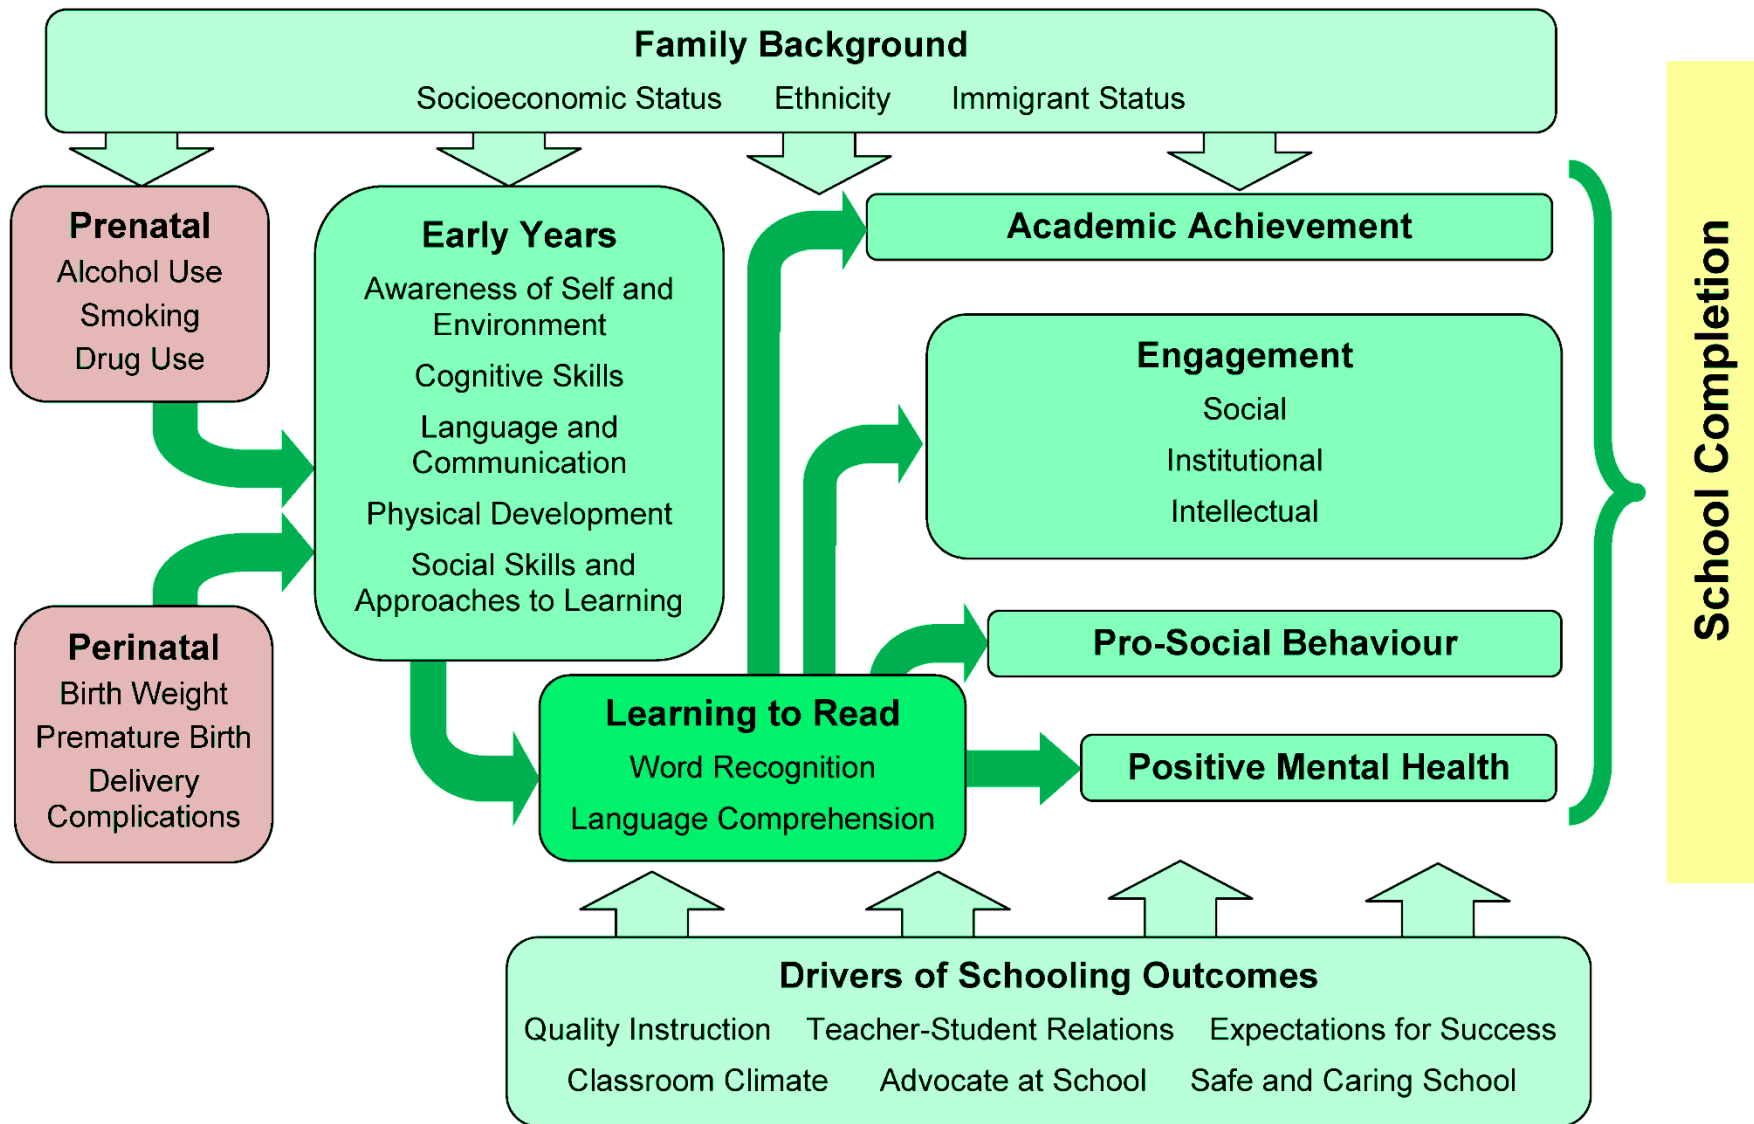 Family Background
Socioeconomic Status Ethnicity Immigrant Status
Prenatal
Alcohol Use
Smoking
Drug Use
Perinatal
Birth Weight
Premature Birth
Delivery
Complications
Early Years
Awareness of Self and
Environment
Cognitive Skills
Language and
Communication
Physical Development
Social Skills and
Approaches to Learning
Learning to Read
Word Recognition
Language Comprehension
Academic Achievement
Engagement
Social
Institutional
Intellectual
Pro-Social Behaviour
Positive Mental Health
School Completion
Drivers of Schooling Outcomes
Quality Instruction Teacher-Student Relations Expectations for Success
Classroom Climate Advocate at School Safe and Caring School